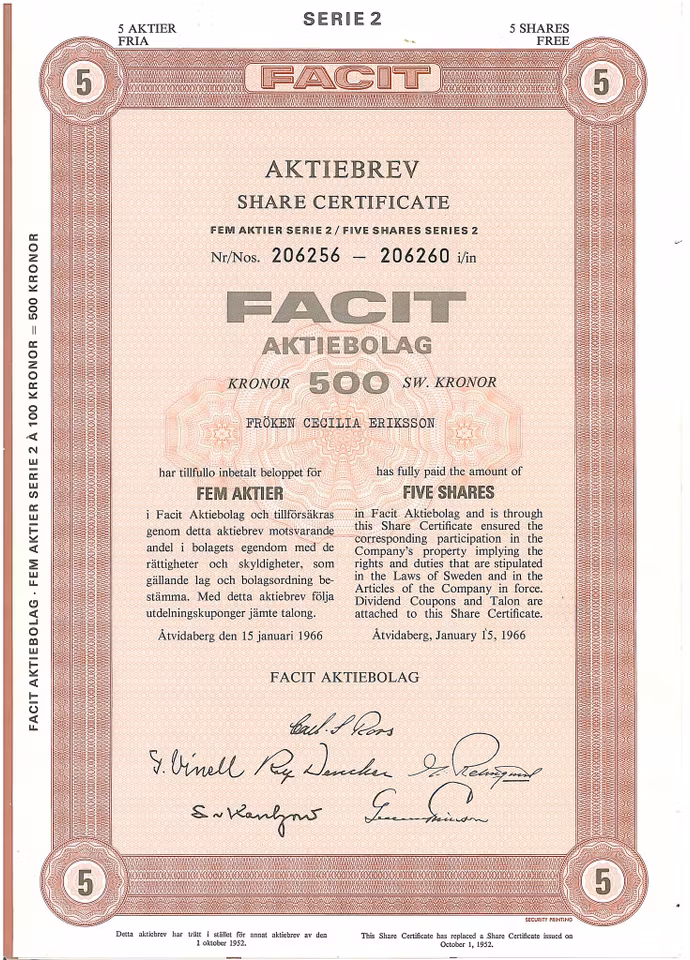 SERIE 2
5 AKTIER
FRIA
5 SHARES
FREE
5
FACIT
5
AKTIEBREV
SHARE CERTIFICATE
FEM AKTIER SERIE 2 / FIVE SHARES SERIES 2
Nr/Nos. 206256 — 206260 i/in
FACIT
AKTIEBOLAG
KRONOR 500 SW. KRONOR
FRÖKEN CECILIA ERIKSSON
har tillfullo inbetalt beloppet för
FEM AKTIER
i Facit Aktiebolag och tillförsäkras
genom detta aktiebrev motsvarande
andel i bolagets egendom med de
rättigheter och skyldigheter, som
gällande lag och bolagsordning be-
stämma. Med detta aktiebrev följa
utdelningskuponger jämte talong.
Åtvidaberg den 15 januari 1966
has fully paid the amount of
FIVE SHARES
in Facit Aktiebolag and is through
this Share Certificate ensured the
corresponding participation in the
Company's property implying the
rights and duties that are stipulated
in the Laws of Sweden and in the
Articles of the Company in force.
Dividend Coupons and Talon are
attached to this Share Certificate.
Åtvidaberg, January 15, 1966
FACIT AKTIEBOLAG
5
5
SECURITY PRINTING
Detta aktiebrev har trätt i stället för annat aktiebrev av den
1 oktober 1952.
This Share Certificate has replaced a Share Certificate issued on
October 1, 1952.
FACIT AKTIEBOLAG · FEM AKTIER SERIE 2 À 100 KRONOR = 500 KRONOR